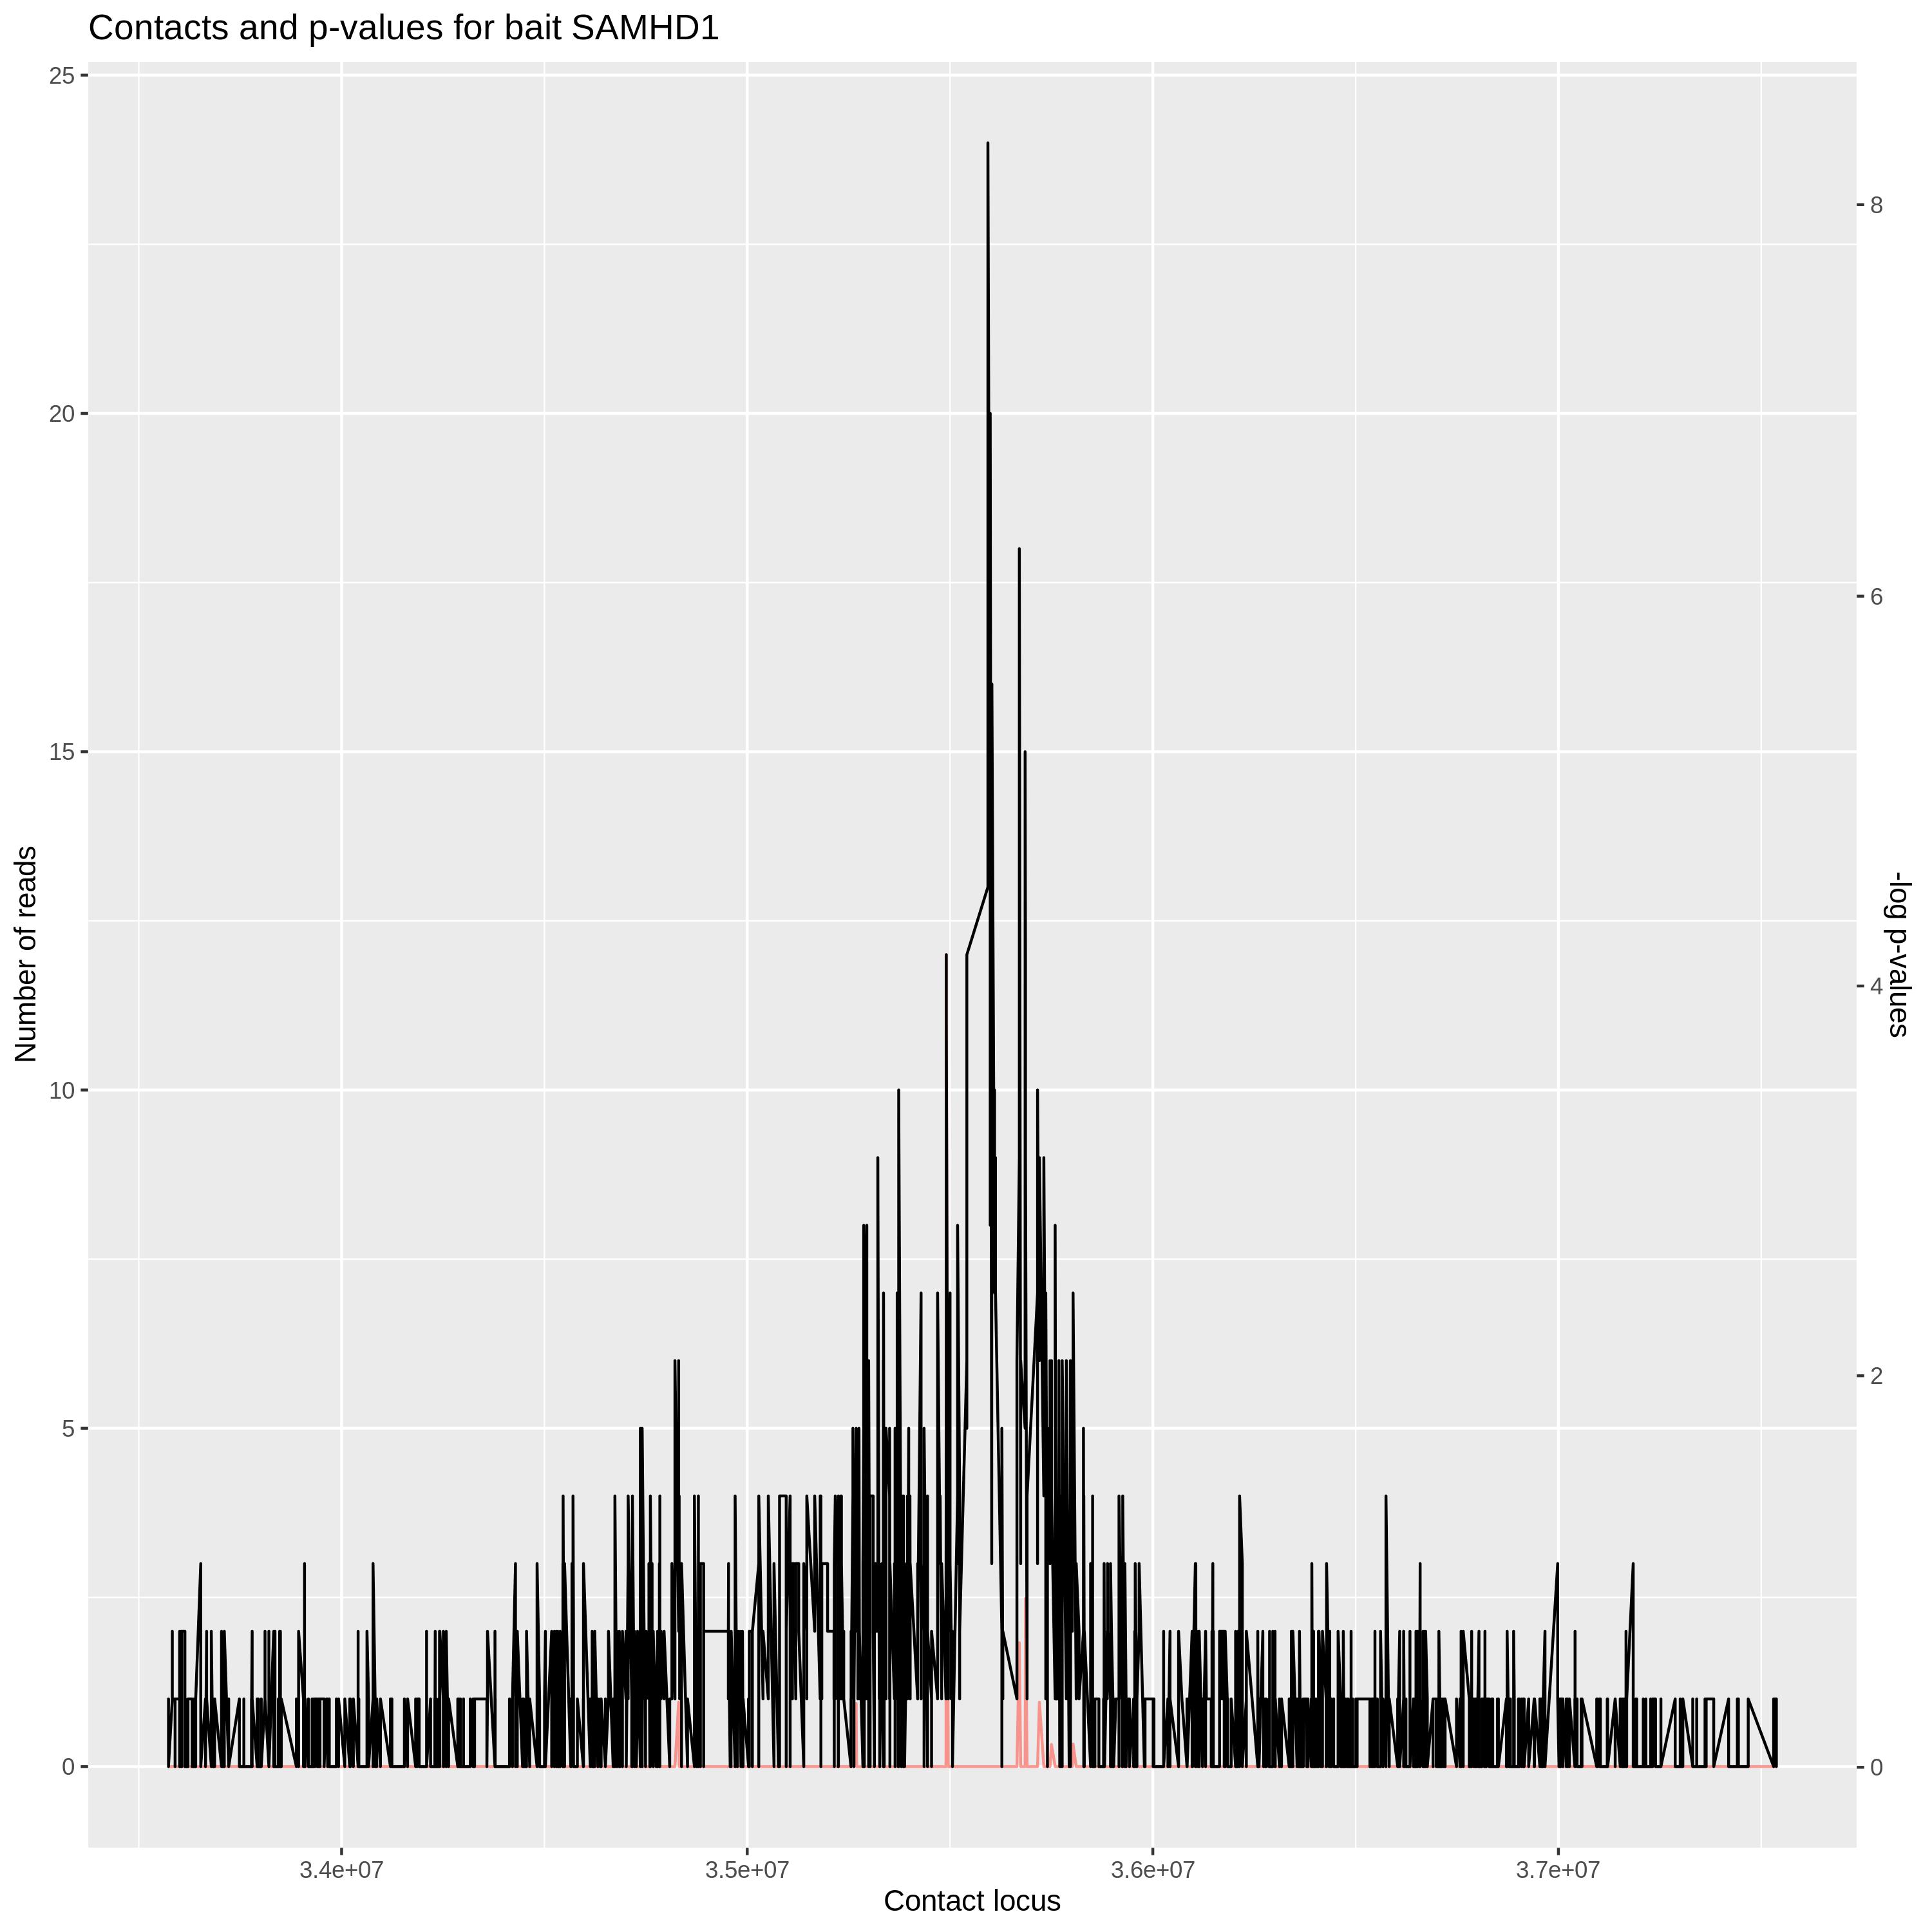 Contacts and p-values for bait SAMHD1
25
20
15
10
5
0
Number of reads
8
6
4
2
0
-log p-values
3.4e+07
3.5e+07
3.6e+07
3.7e+07
Contact locus